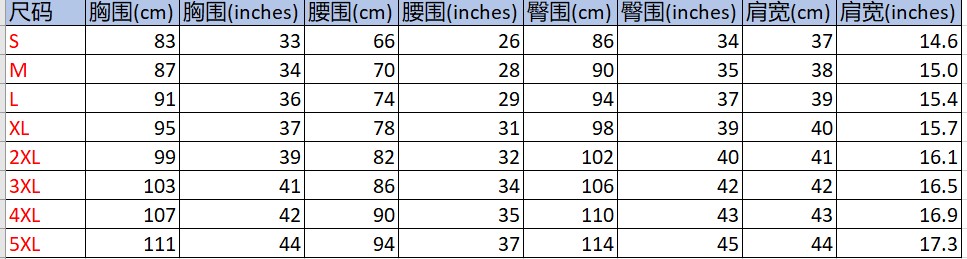 尺码 胸围(cm) 胸围(inches) 腰围(cm) 腰围(inches) 臀围(cm) 臀围(inches) 肩宽(cm) 肩宽(inches)
S 83 33 66 26 86 34 37 14.6
M 87 34 70 28 90 35 38 15.0
L 91 36 74 29 94 37 39 15.4
XL 95 37 78 31 98 39 40 15.7
2XL 99 39 82 32 102 40 41 16.1
3XL 103 41 86 34 106 42 42 16.5
4XL 107 42 90 35 110 43 43 16.9
5XL 111 44 94 37 114 45 44 17.3